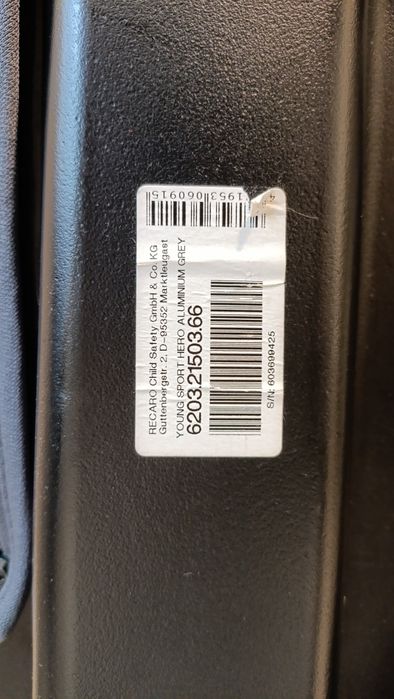 RECARO Child Safety GmbH & Co. KG
Guttenbergstr. 2, D-95352 Marktleugast
YOUNG SPORT HERO ALUMINIUM GREY
6203.21503.66
S/N: 603699425